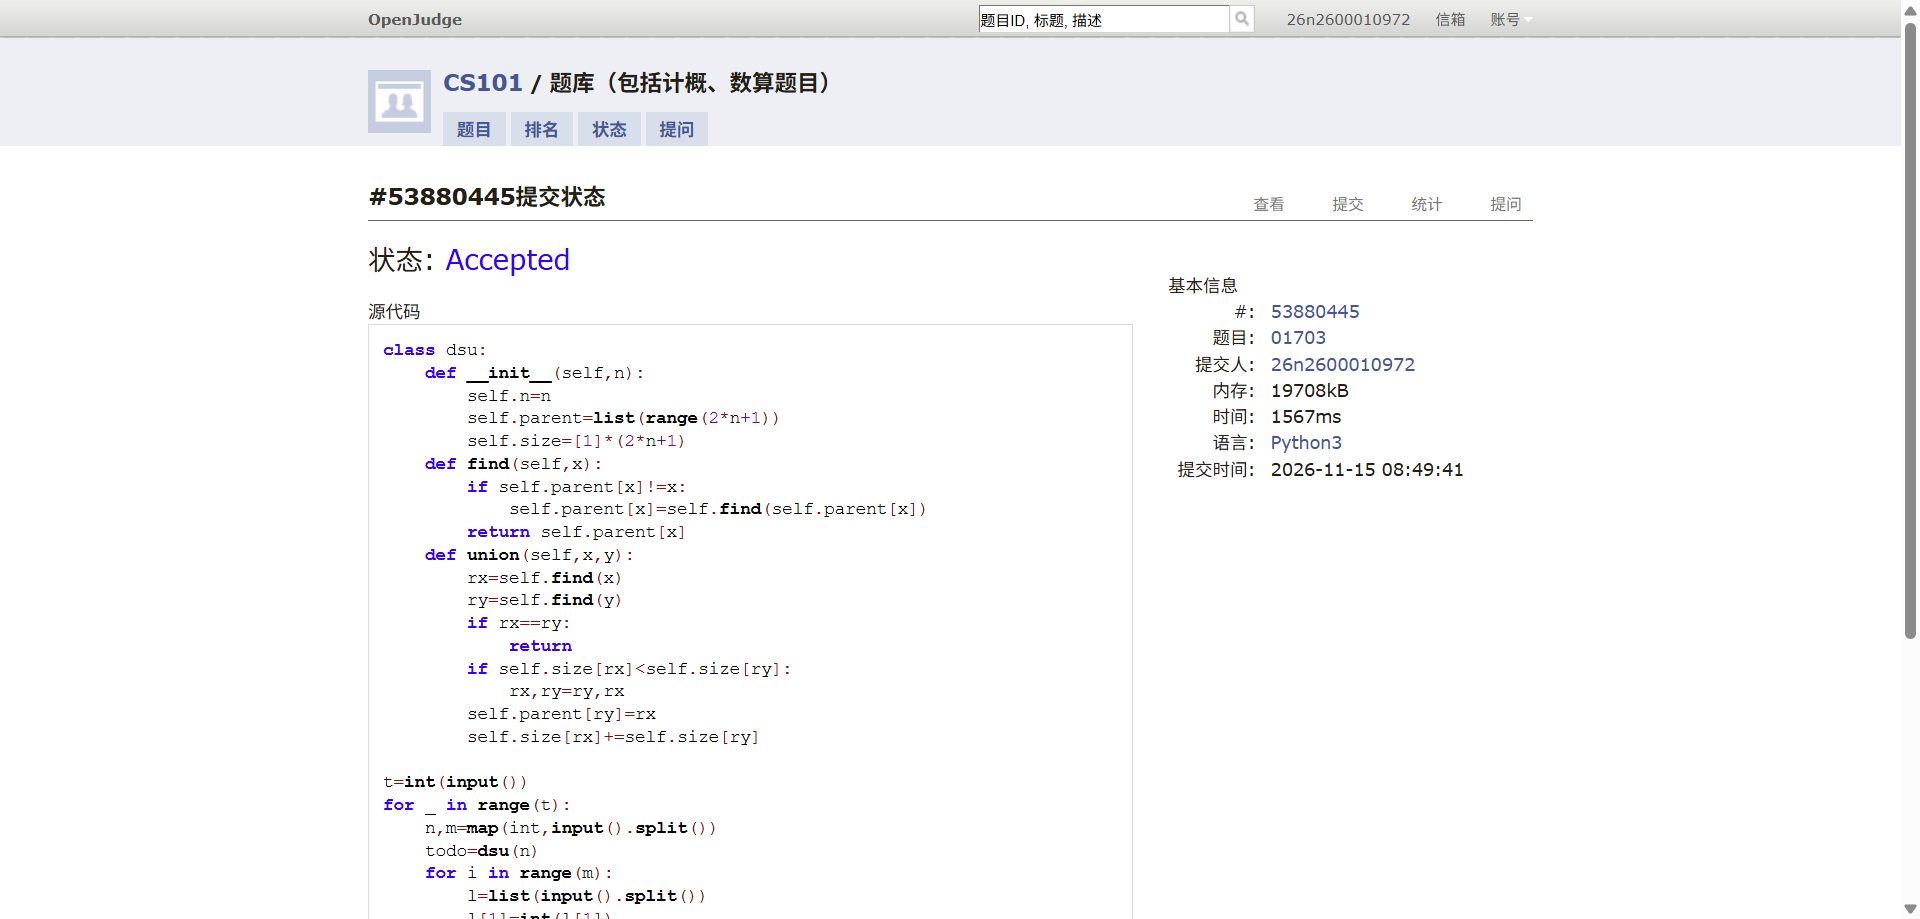 OpenJudge
题目ID, 标题, 描述
26n2600010972
信箱
账号
CS101 / 题库（包括计概、数算题目）
题目
排名
状态
提问
#53880445提交状态
查看
提交
统计
提问
状态: Accepted
源代码
class dsu:
    def __init__(self,n):
        self.n=n
        self.parent=list(range(2*n+1))
        self.size=[1]*(2*n+1)
    def find(self,x):
        if self.parent[x]!=x:
            self.parent[x]=self.find(self.parent[x])
        return self.parent[x]
    def union(self,x,y):
        rx=self.find(x)
        ry=self.find(y)
        if rx==ry:
            return
        if self.size[rx]<self.size[ry]:
            rx,ry=ry,rx
        self.parent[ry]=rx
        self.size[rx]+=self.size[ry]
t=int(input())
for _ in range(t):
    n,m=map(int,input().split())
    todo=dsu(n)
    for i in range(m):
        l=list(input().split())
        l[1]=int(l[1])
基本信息
#: 53880445
题目: 01703
提交人: 26n2600010972
内存: 19708kB
时间: 1567ms
语言: Python3
提交时间: 2026-11-15 08:49:41